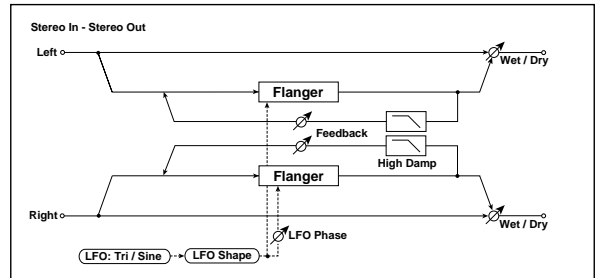 Stereo In - Stereo Out
Left
Wet / Dry
Flanger
Feedback
High Damp
Flanger
Right
Wet / Dry
LFO Phase
LFO: Tri / Sine
LFO Shape